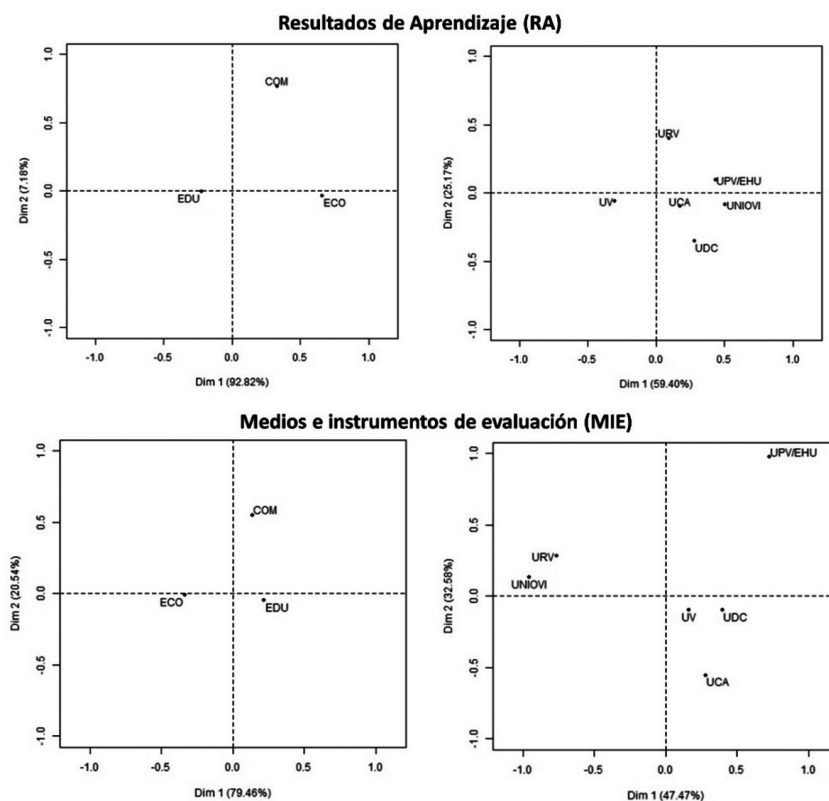 Resultados de Aprendizaje (RA)
1.0
0.5
0.0
-0.5
-1.0
Dim 2 (7.18%)
COM
EDU
ECO
-1.0 -0.5 0.0 0.5 1.0
Dim 1 (92.82%)
1.0
0.5
0.0
-0.5
-1.0
Dim 2 (25.17%)
URV
UPV/EHU
UV
UCA
UNIOVI
UDC
-1.0 -0.5 0.0 0.5 1.0
Dim 1 (59.40%)
Medios e instrumentos de evaluación (MIE)
1.0
0.5
0.0
-0.5
-1.0
Dim 2 (20.54%)
COM
ECO
EDU
-1.0 -0.5 0.0 0.5 1.0
Dim 1 (79.46%)
1.0
0.5
0.0
-0.5
-1.0
Dim 2 (32.58%)
UPV/EHU
URV
UNIOVI
UV
UDC
UCA
-1.0 -0.5 0.0 0.5 1.0
Dim 1 (47.47%)